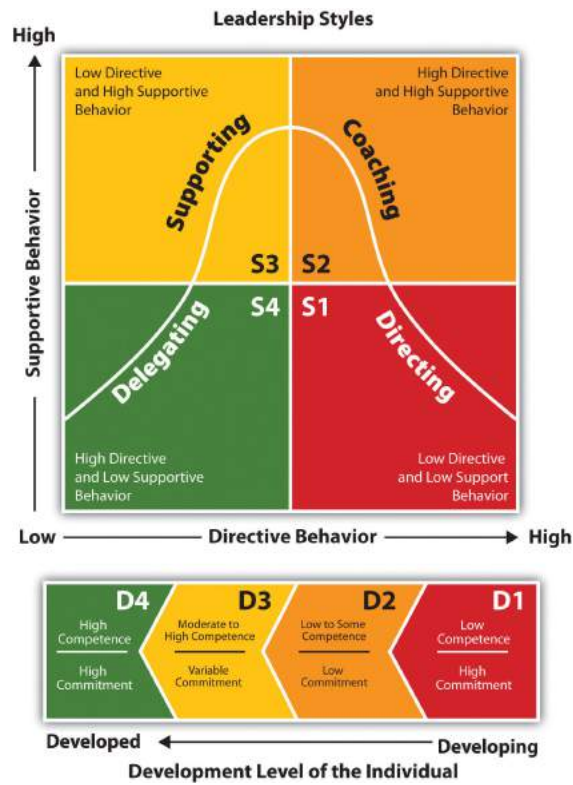 Leadership Styles
High
Low Directive
and High Supportive
Behavior
High Directive
and High Supportive
Behavior
Supporting
Coaching
Supportive Behavior
S3
S2
S4
S1
Delegating
Directing
High Directive
and Low Supportive
Behavior
Low Directive
and Low Support
Behavior
Low
Directive Behavior
High
D4
High
Competence
High
Commitment
D3
Moderate to
High Competence
Variable
Commitment
D2
Low to Some
Competence
Low
Commitment
D1
Low
Competence
High
Commitment
Developed
Developing
Development Level of the Individual